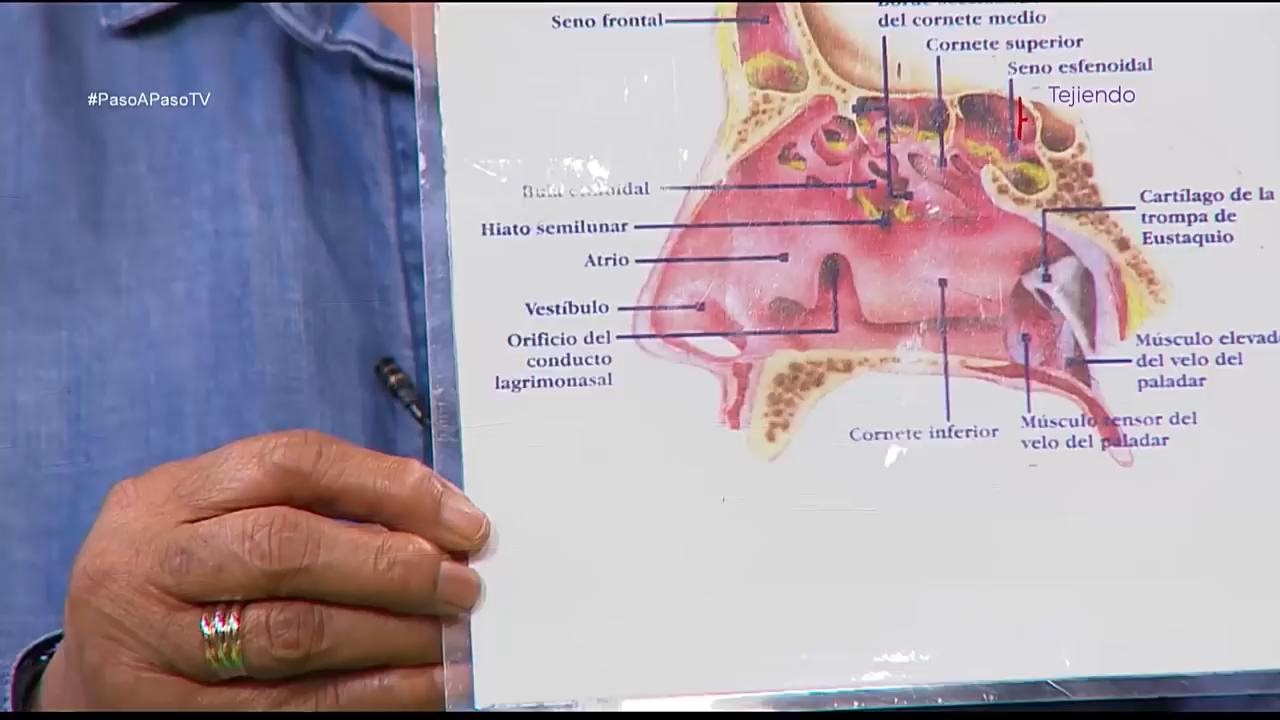 Seno frontal
del cornete medio
Cornete superior
Seno esfenoidal
#PasoAPasoTV
Tejiendo
Hiato semilunar
Atrio
Vestíbulo
Orificio del
conducto
lagrimonasal
Cartílago de la
trompa de
Eustaquio
Músculo elevad
del velo del
paladar
Cornete inferior
Músculo tensor del
velo del paladar